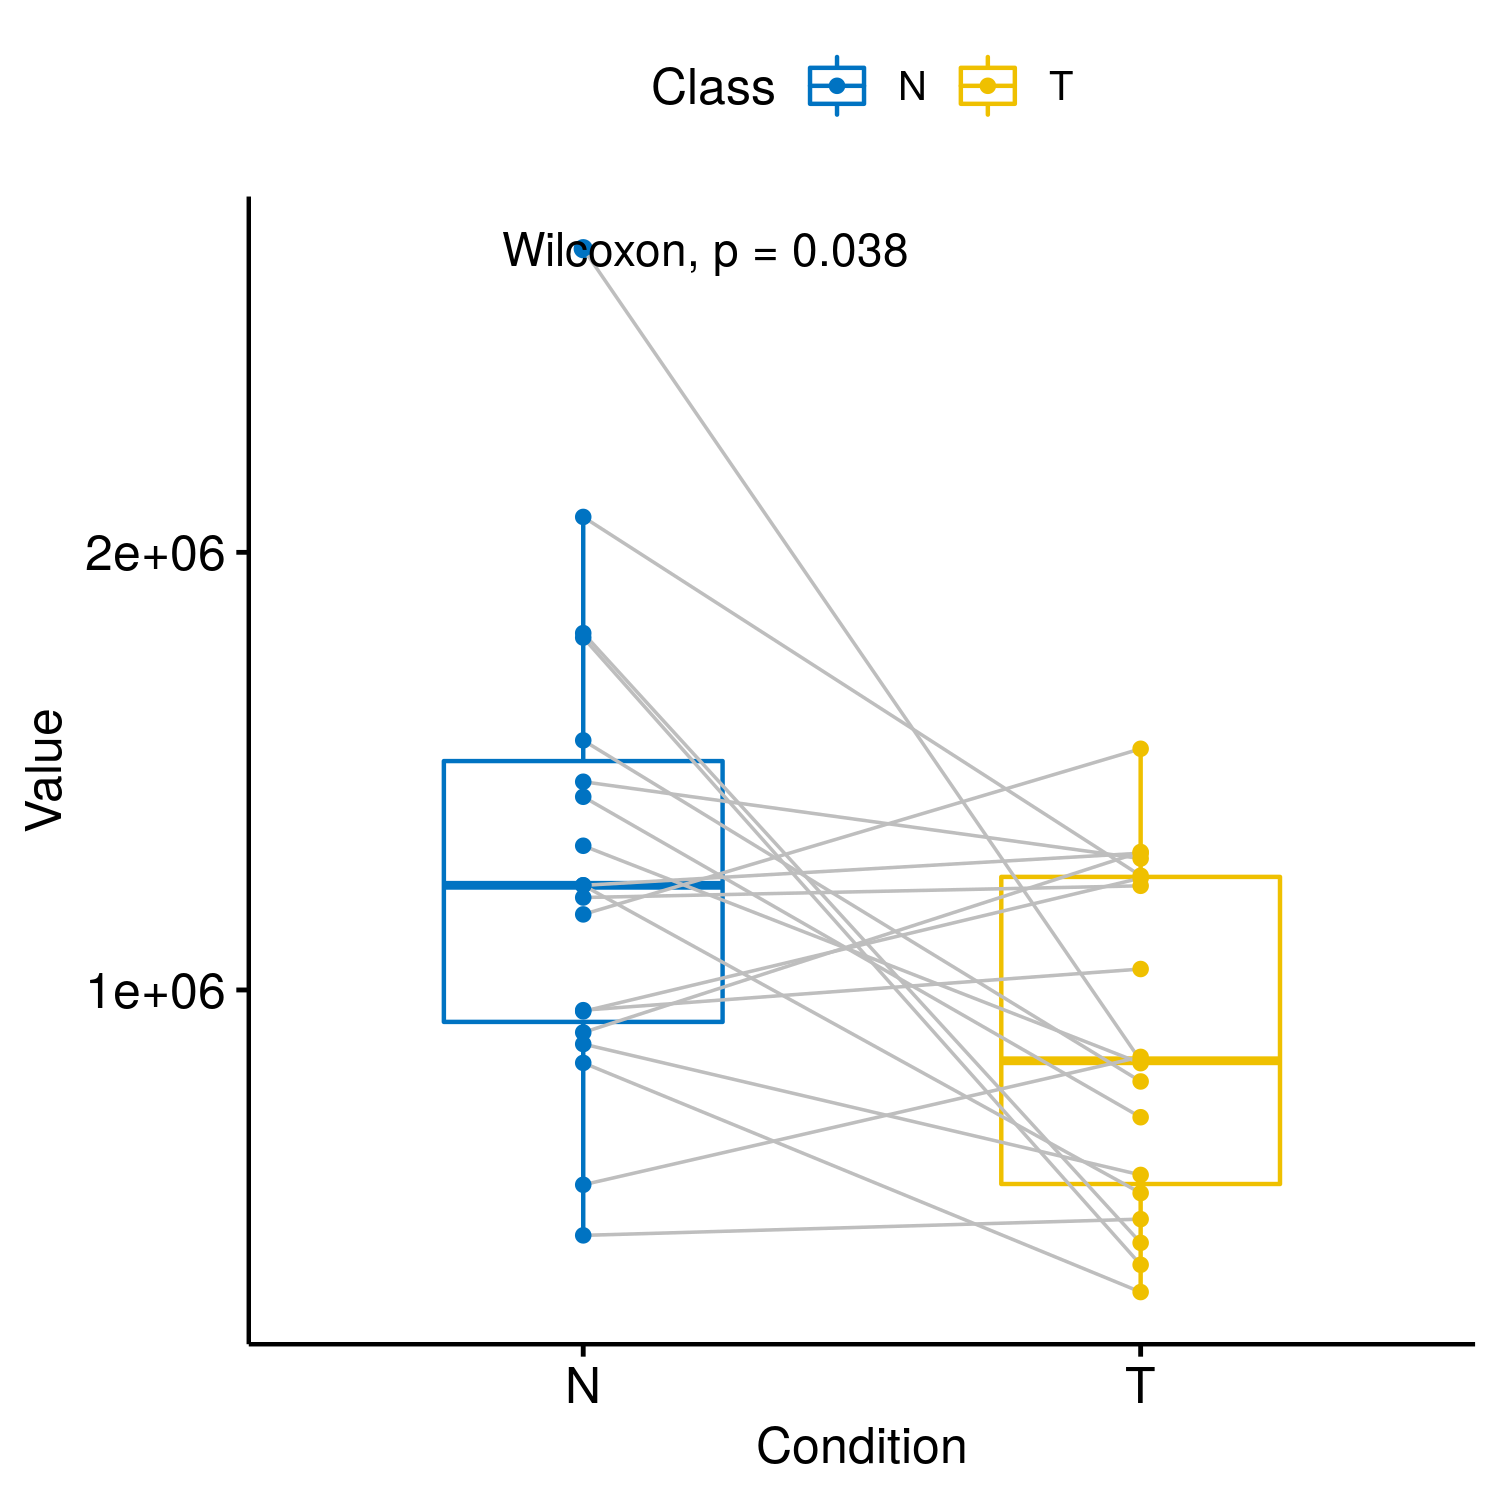 Class N T
Wilcoxon, p = 0.038
2e+06
1e+06
Value
N T
Condition